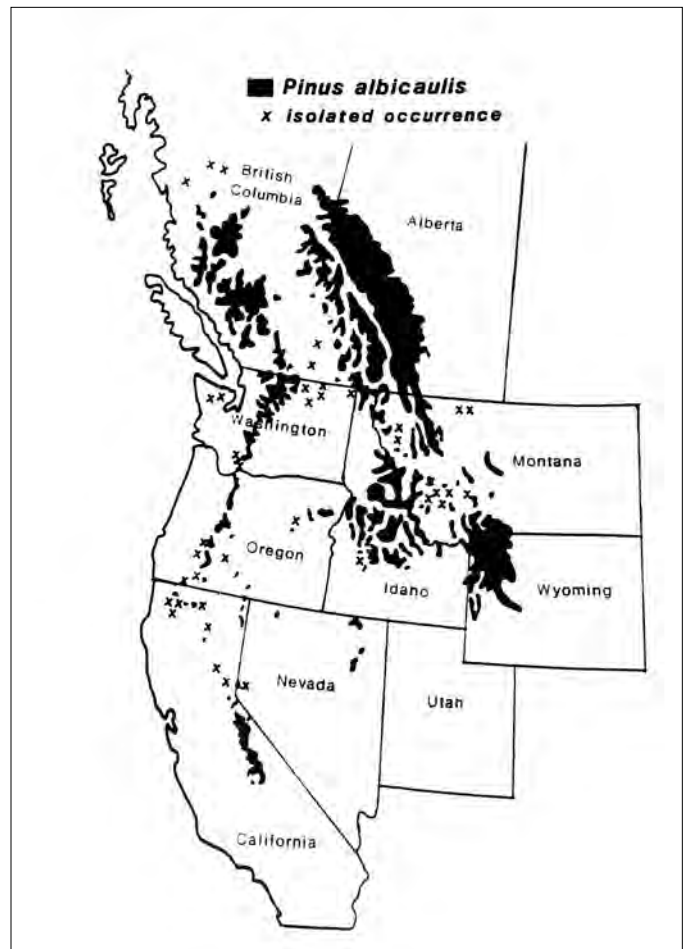 Pinus albicaulis
x isolated occurrence
British
Columbia
Alberta
Washington
Montana
Oregon
Idaho
Wyoming
Nevada
Utah
California